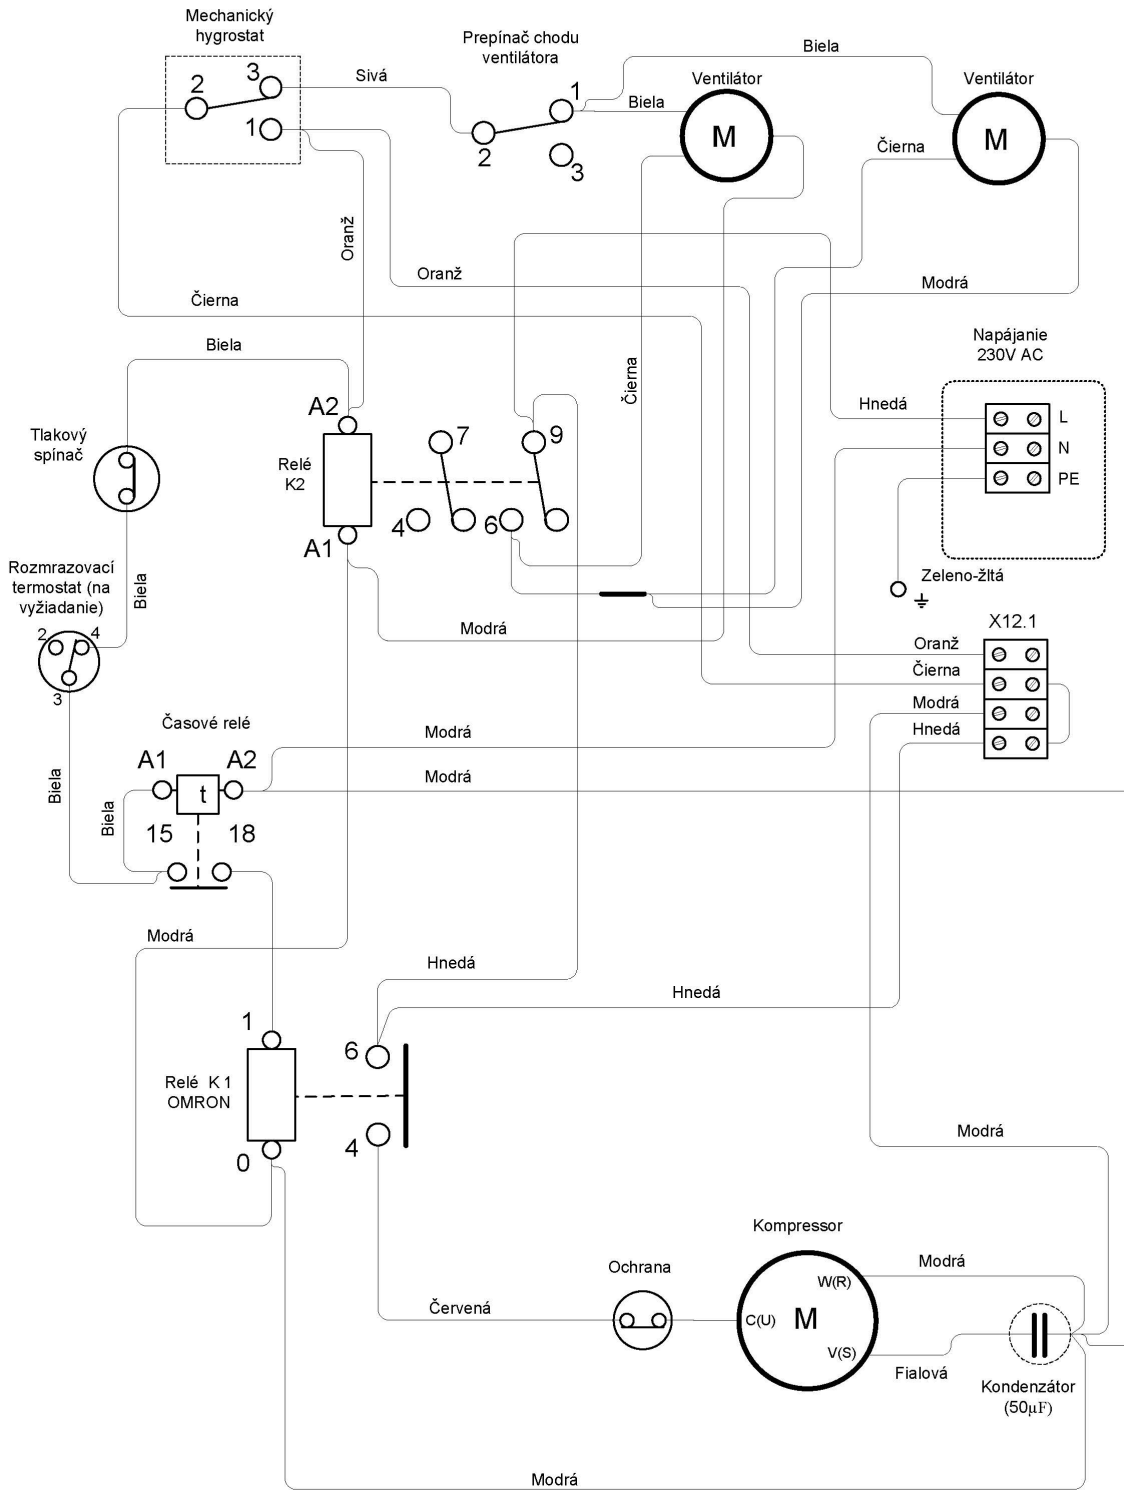 Mechanický
hygrostat
2
3
1
Sivá
Prepínač chodu
ventilátora
1
2
3
Biela
Biela
Ventilátor
M
Ventilátor
M
Čierna
Oranž
Oranž
Čierna
Modrá
Biela
Čierna
Napájanie
230V AC
Hnedá
L
N
PE
Zeleno-žltá
A2
Relé
K2
A1
7
9
4
6
Tlakový
spínač
Rozmrazovací
termostat (na
vyžiadanie)
2
4
3
Biela
Modrá
X12.1
Oranž
Čierna
Modrá
Hnedá
Časové relé
A1
A2
t
15
18
Biela
Biela
Modrá
Modrá
Modrá
Hnedá
Hnedá
1
Relé K1
OMRON
0
6
4
Modrá
Kompressor
Ochrana
W(R)
C(U)
M
V(S)
Modrá
Červená
Fialová
Kondenzátor
(50µF)
Modrá